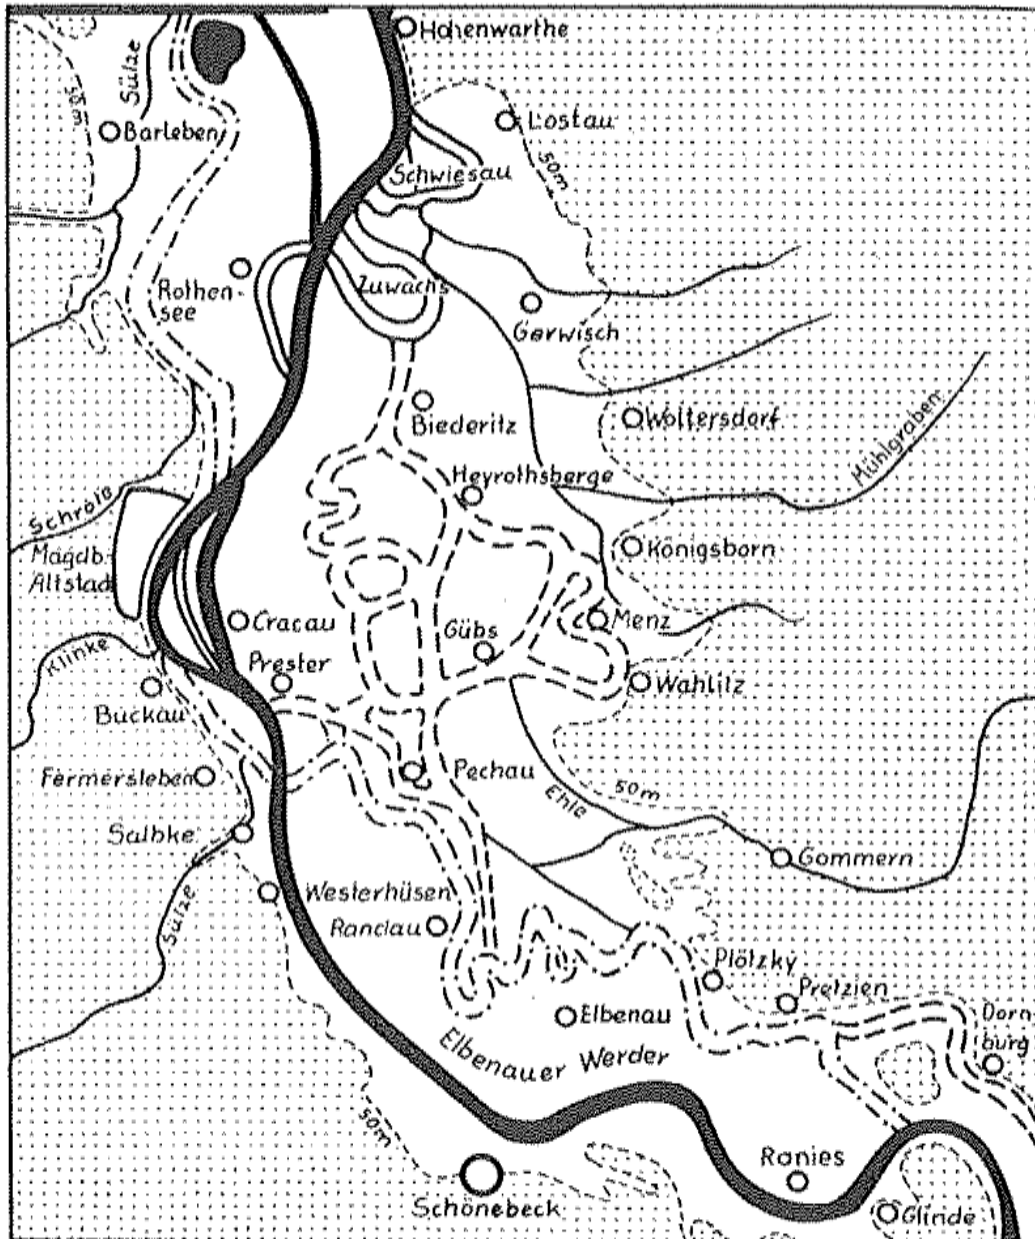 Hohenwarthe
Sülze
50m
Barleben
Lostau
50m
Schwiesau
Rothen-
see
Zuwachs
Gerwisch
Biederitz
Woltersdorf
Mühlgraben
Heyrothsberge
Schrote
Magdb.-
Altstadt
Königsborn
Cracau
Gübs
Menz
Klinke
Prester
Wahlitz
Buckau
Fermersleben
Pechau
Ehle
50m
Salbke
Gommern
Sülze
Westerhüsen
Randau
Plötzky
Pretzien
Dorn-
burg
Elbenau
Elbenauer Werder
50m
Ranies
Schönebeck
Glinde